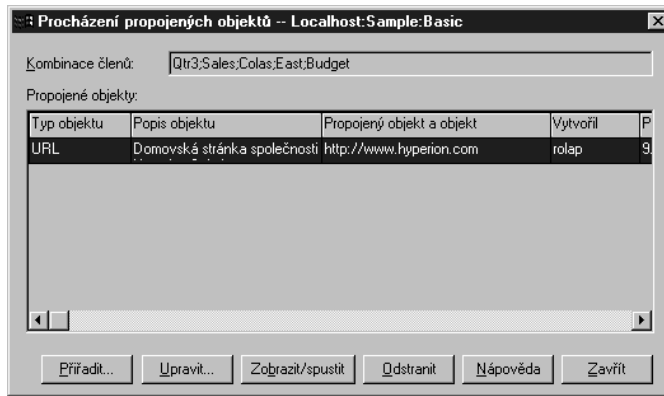 Procházení propojených objektů -- Localhost:Sample:Basic
Kombinace členů: Qtr3;Sales;Colas;East;Budget
Propojené objekty:
Typ objektu Popis objektu Propojený objekt a objekt Vytvořil P
URL Domovská stránka společnosti http://www.hyperion.com rolap 9.
Přiřadit... Upravit... Zobrazit/spustit Odstranit Nápověda Zavřít